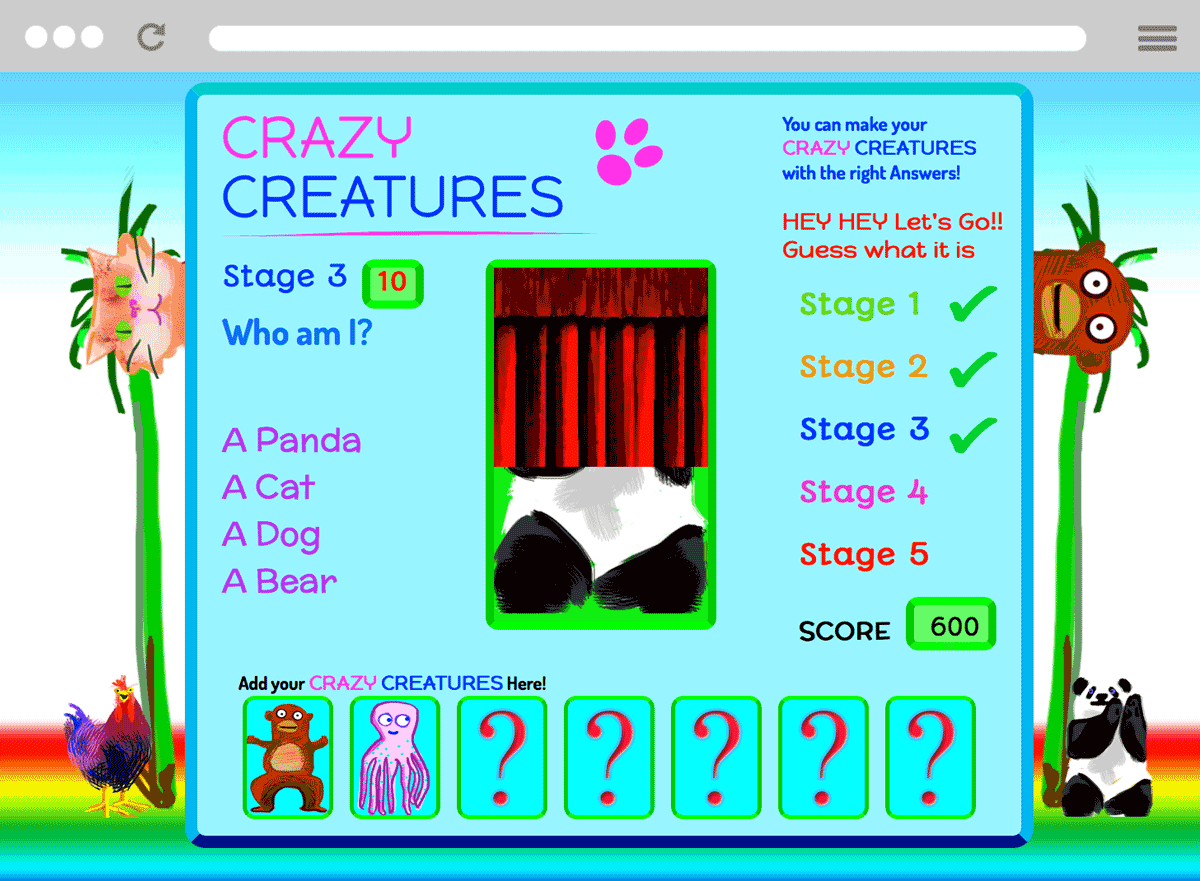 CRAZY
CREATURES
Stage 3 10
Who am I?
A Panda
A Cat
A Dog
A Bear
You can make your
CRAZY CREATURES
with the right Answers!
HEY HEY Let's Go!!
Guess what it is
Stage 1
Stage 2
Stage 3
Stage 4
Stage 5
SCORE 600
Add your CRAZY CREATURES Here!
? ? ? ? ?